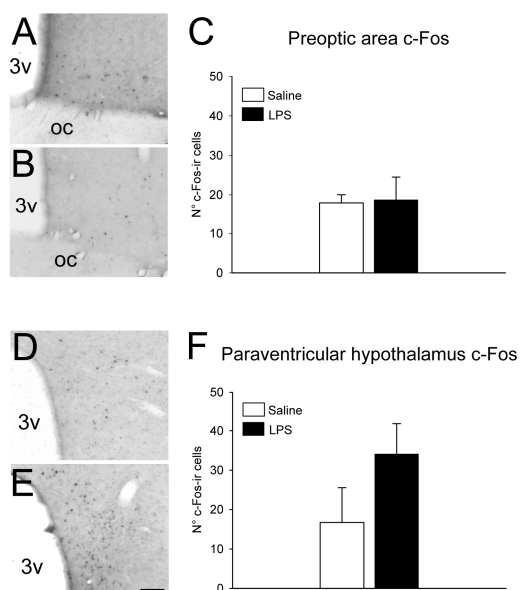 A
3v
oc
B
3v
oc
C
Preoptic area c-Fos
50
40
30
20
10
0
N° c-Fos-ir cells
Saline
LPS
D
3v
E
3v
F
Paraventricular hypothalamus c-Fos
50
40
30
20
10
0
N° c-Fos-ir cells
Saline
LPS